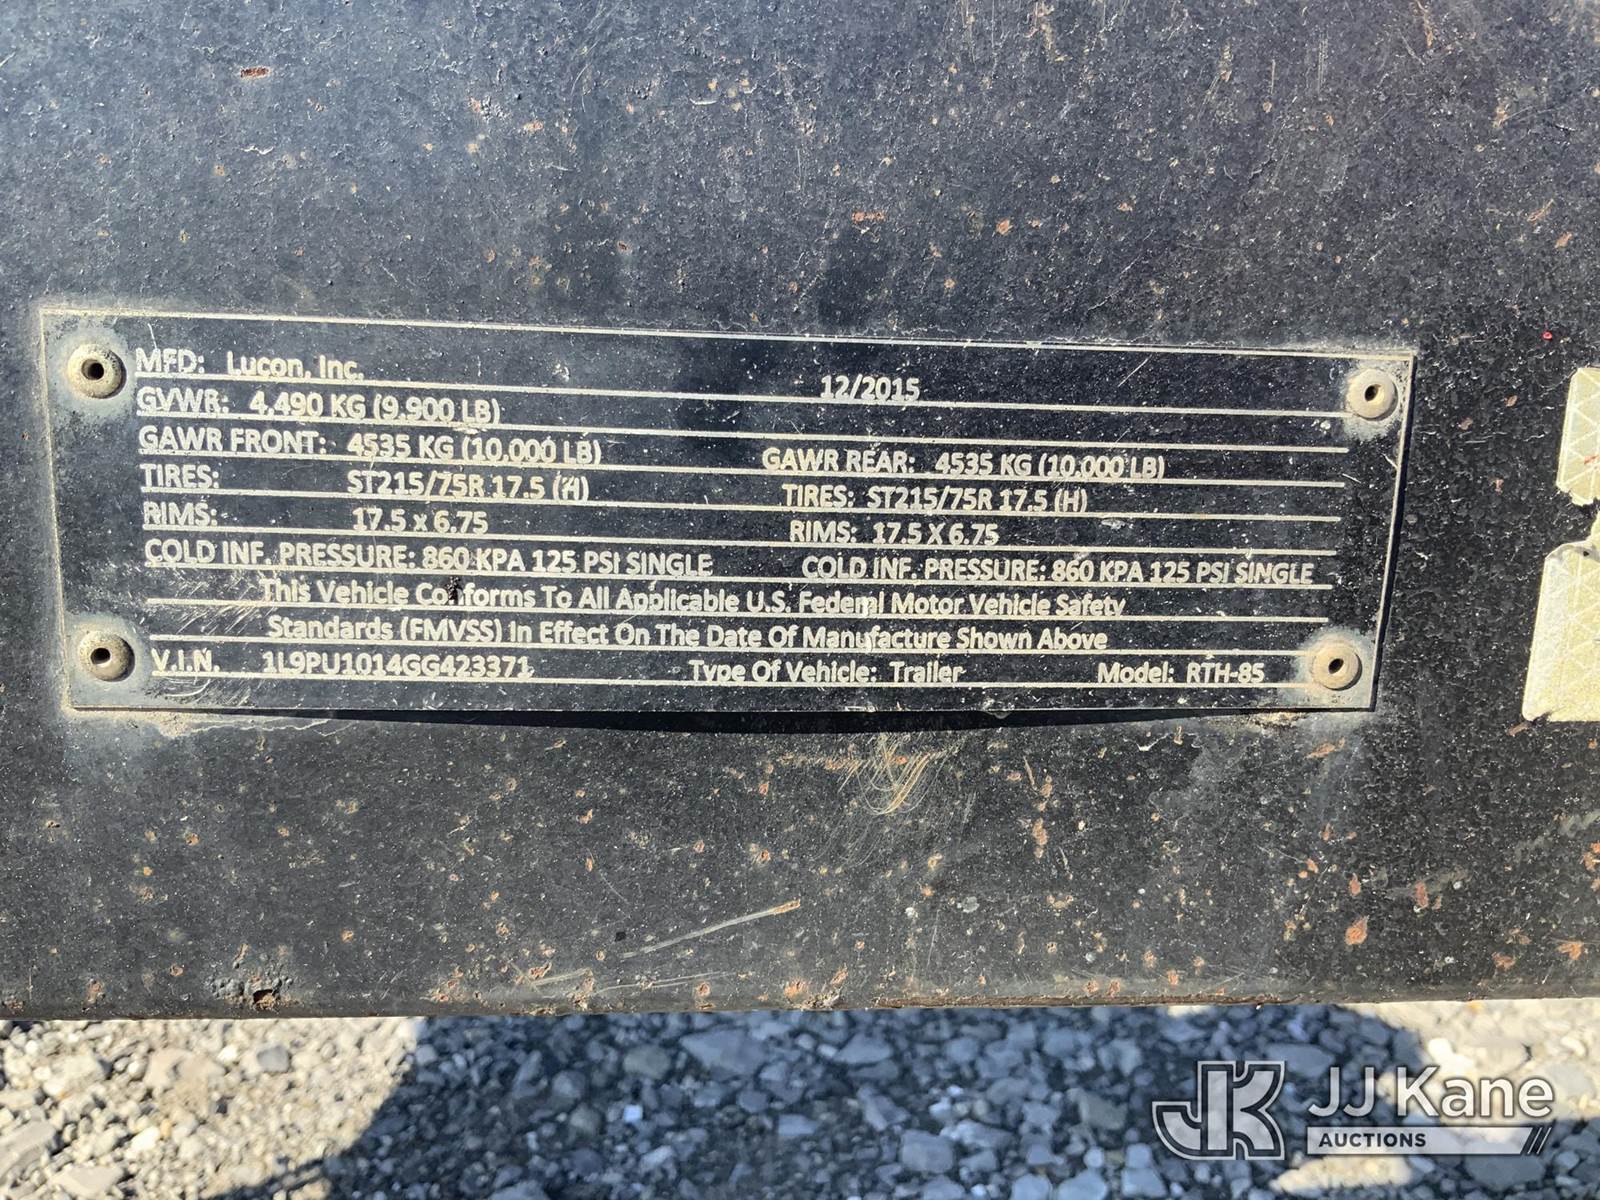 MFD: Lucon, Inc. 12/2015
GVWR: 4,490 KG (9,900 LB)
GAWR FRONT: 4535 KG (10,000 LB) GAWR REAR: 4535 KG (10,000 LB)
TIRES: ST215/75R 17.5 (H) TIRES: ST215/75R 17.5 (H)
RIMS: 17.5 x 6.75 RIMS: 17.5 X 6.75
COLD INF. PRESSURE: 860 KPA 125 PSI SINGLE COLD INF. PRESSURE: 860 KPA 125 PSI SINGLE
This Vehicle Conforms To All Applicable U.S. Federal Motor Vehicle Safety
Standards (FMVSS) In Effect On The Date Of Manufacture Shown Above
V.I.N. 1L9PU1014GG423371 Type Of Vehicle: Trailer Model: RTH-85
JK JJ Kane
AUCTIONS